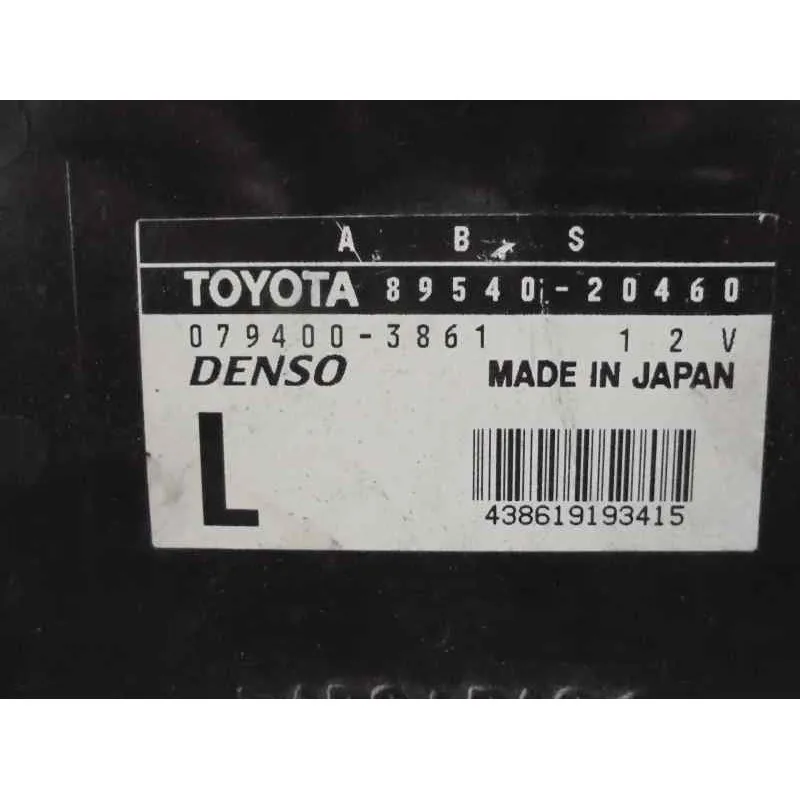 A B S
TOYOTA 89540-20460
079400-3861 12V
DENSO MADE IN JAPAN
L
438619193415